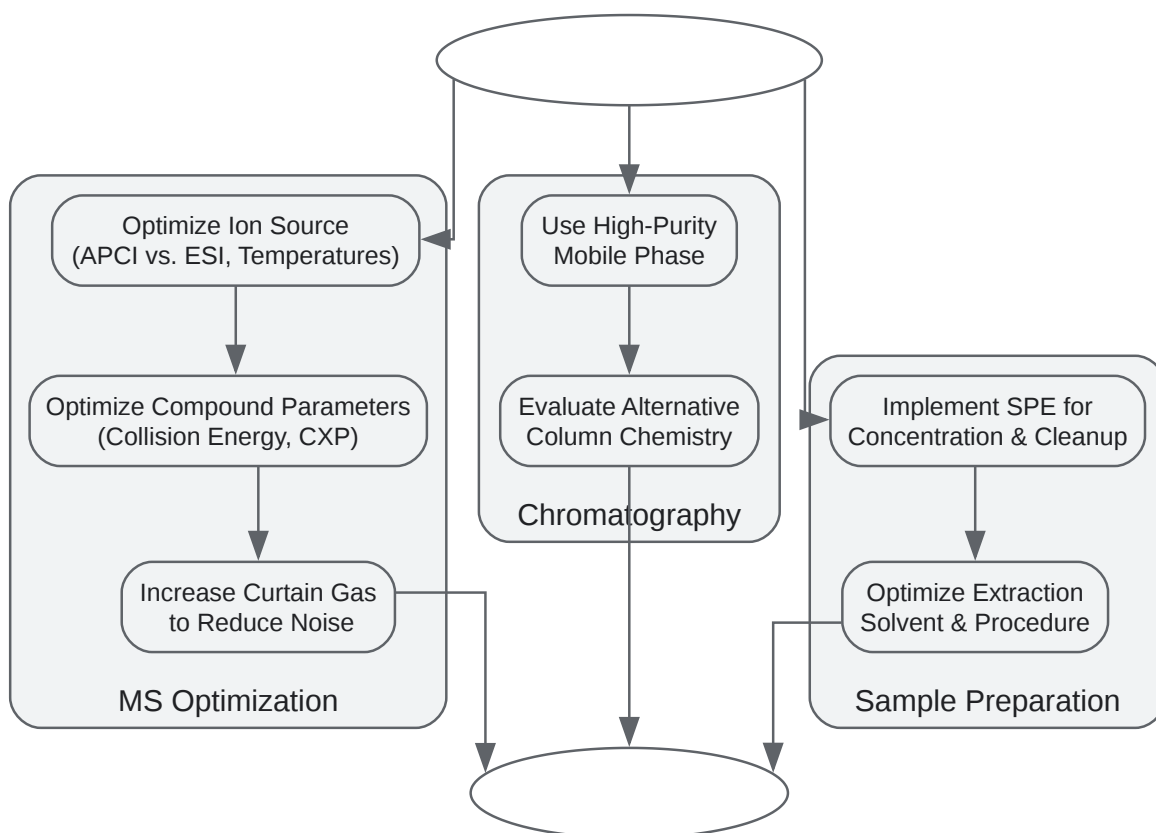 Optimize Ion Source
(APCI vs. ESI, Temperatures)
Optimize Compound Parameters
(Collision Energy, CXP)
Increase Curtain Gas
to Reduce Noise
MS Optimization
Use High-Purity
Mobile Phase
Evaluate Alternative
Column Chemistry
Chromatography
Implement SPE for
Concentration & Cleanup
Optimize Extraction
Solvent & Procedure
Sample Preparation